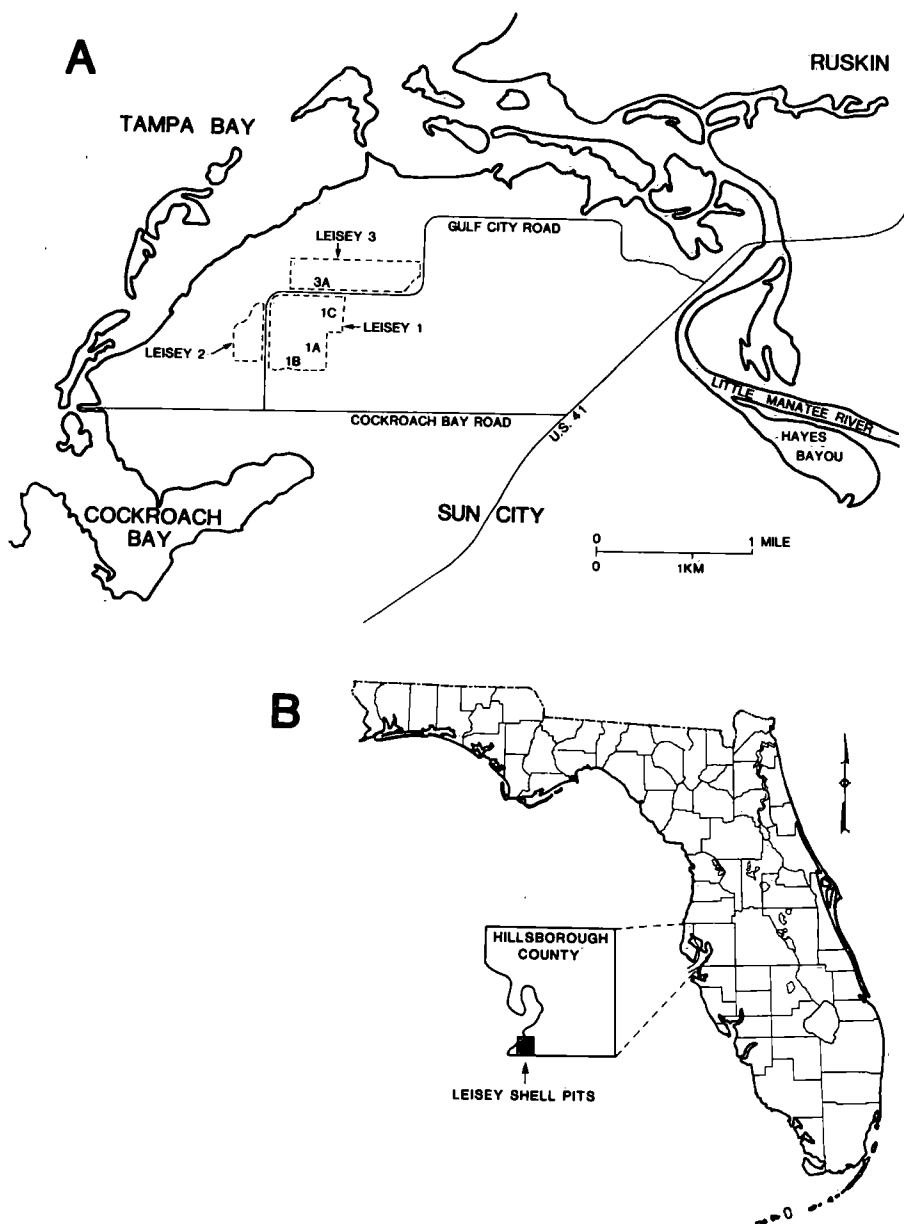 A
RUSKIN
TAMPA BAY
GULF CITY ROAD
LEISEY 3
3A
1C
LEISEY 1
LEISEY 2
1A
1B
LITTLE MANATEE RIVER
COCKROACH BAY ROAD
U.S. 41
HAYES
BAYOU
COCKROACH
BAY
SUN CITY
0
1 MILE
0
1KM
B
HILLSBOROUGH
COUNTY
LEISEY SHELL PITS